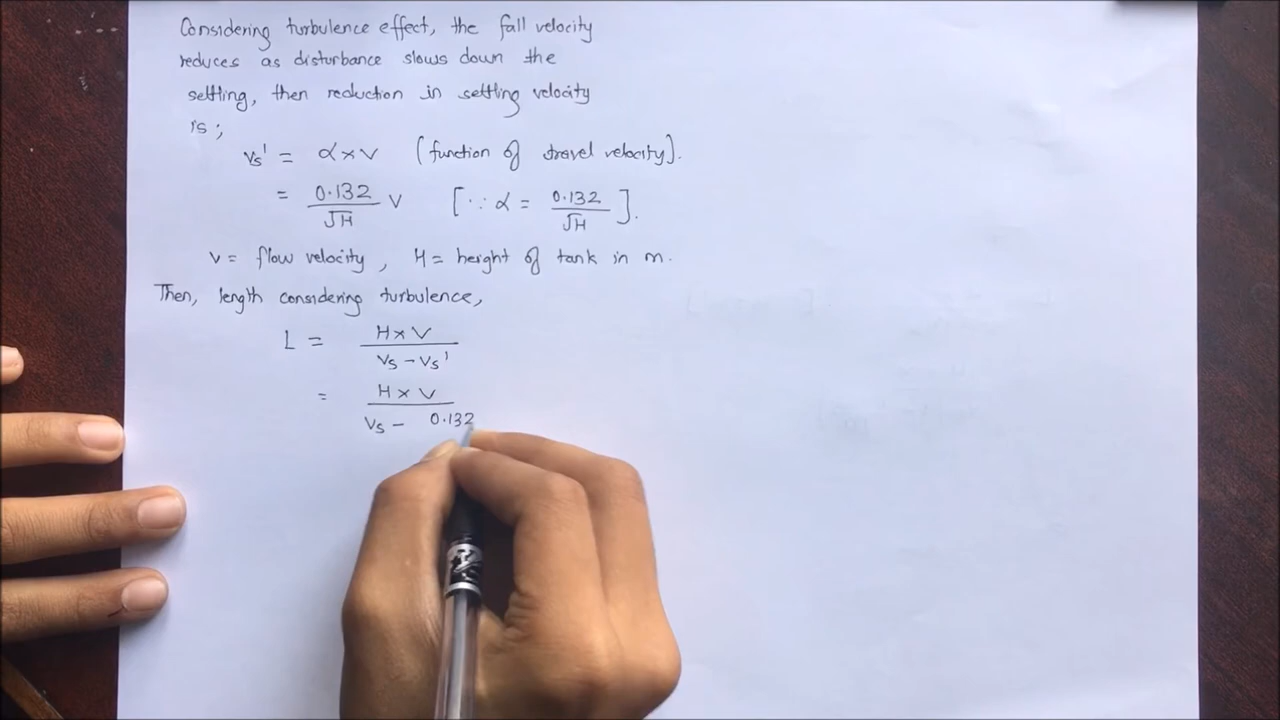 Considering turbulence effect, the fall velocity
reduces as disturbance slows down the
settling, then reduction in settling velocity
is;
Vs' = α × V (function of travel velocity).
= 0.132/√H V [∵ α = 0.132/√H].
V = flow velocity, H = height of tank in m.
Then, length considering turbulence,
L = H × V / Vs - Vs'
= H × V / Vs - 0.132